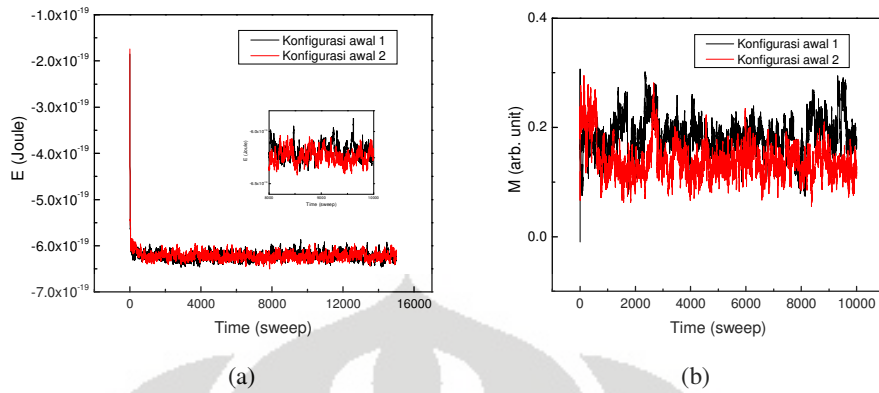 -1.0x10⁻¹⁹
-2.0x10⁻¹⁹
-3.0x10⁻¹⁹
-4.0x10⁻¹⁹
-5.0x10⁻¹⁹
-6.0x10⁻¹⁹
-7.0x10⁻¹⁹
E (Joule)
Konfigurasi awal 1
Konfigurasi awal 2
E (Joule)
Time (sweep)
0 4000 8000 12000 16000
Time (sweep)
(a)
0.4
0.2
0.0
M (arb. unit)
Konfigurasi awal 1
Konfigurasi awal 2
0 2000 4000 6000 8000 10000
Time (sweep)
(b)